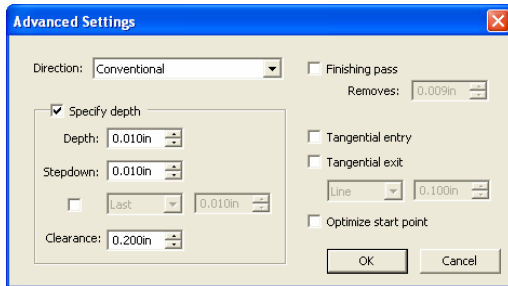 Advanced Settings
Direction: Conventional
Specify depth
Depth: 0.010in
Stepdown: 0.010in
Last 0.010in
Clearance: 0.200in
Finishing pass
Removes: 0.009in
Tangential entry
Tangential exit
Line 0.100in
Optimize start point
OK Cancel